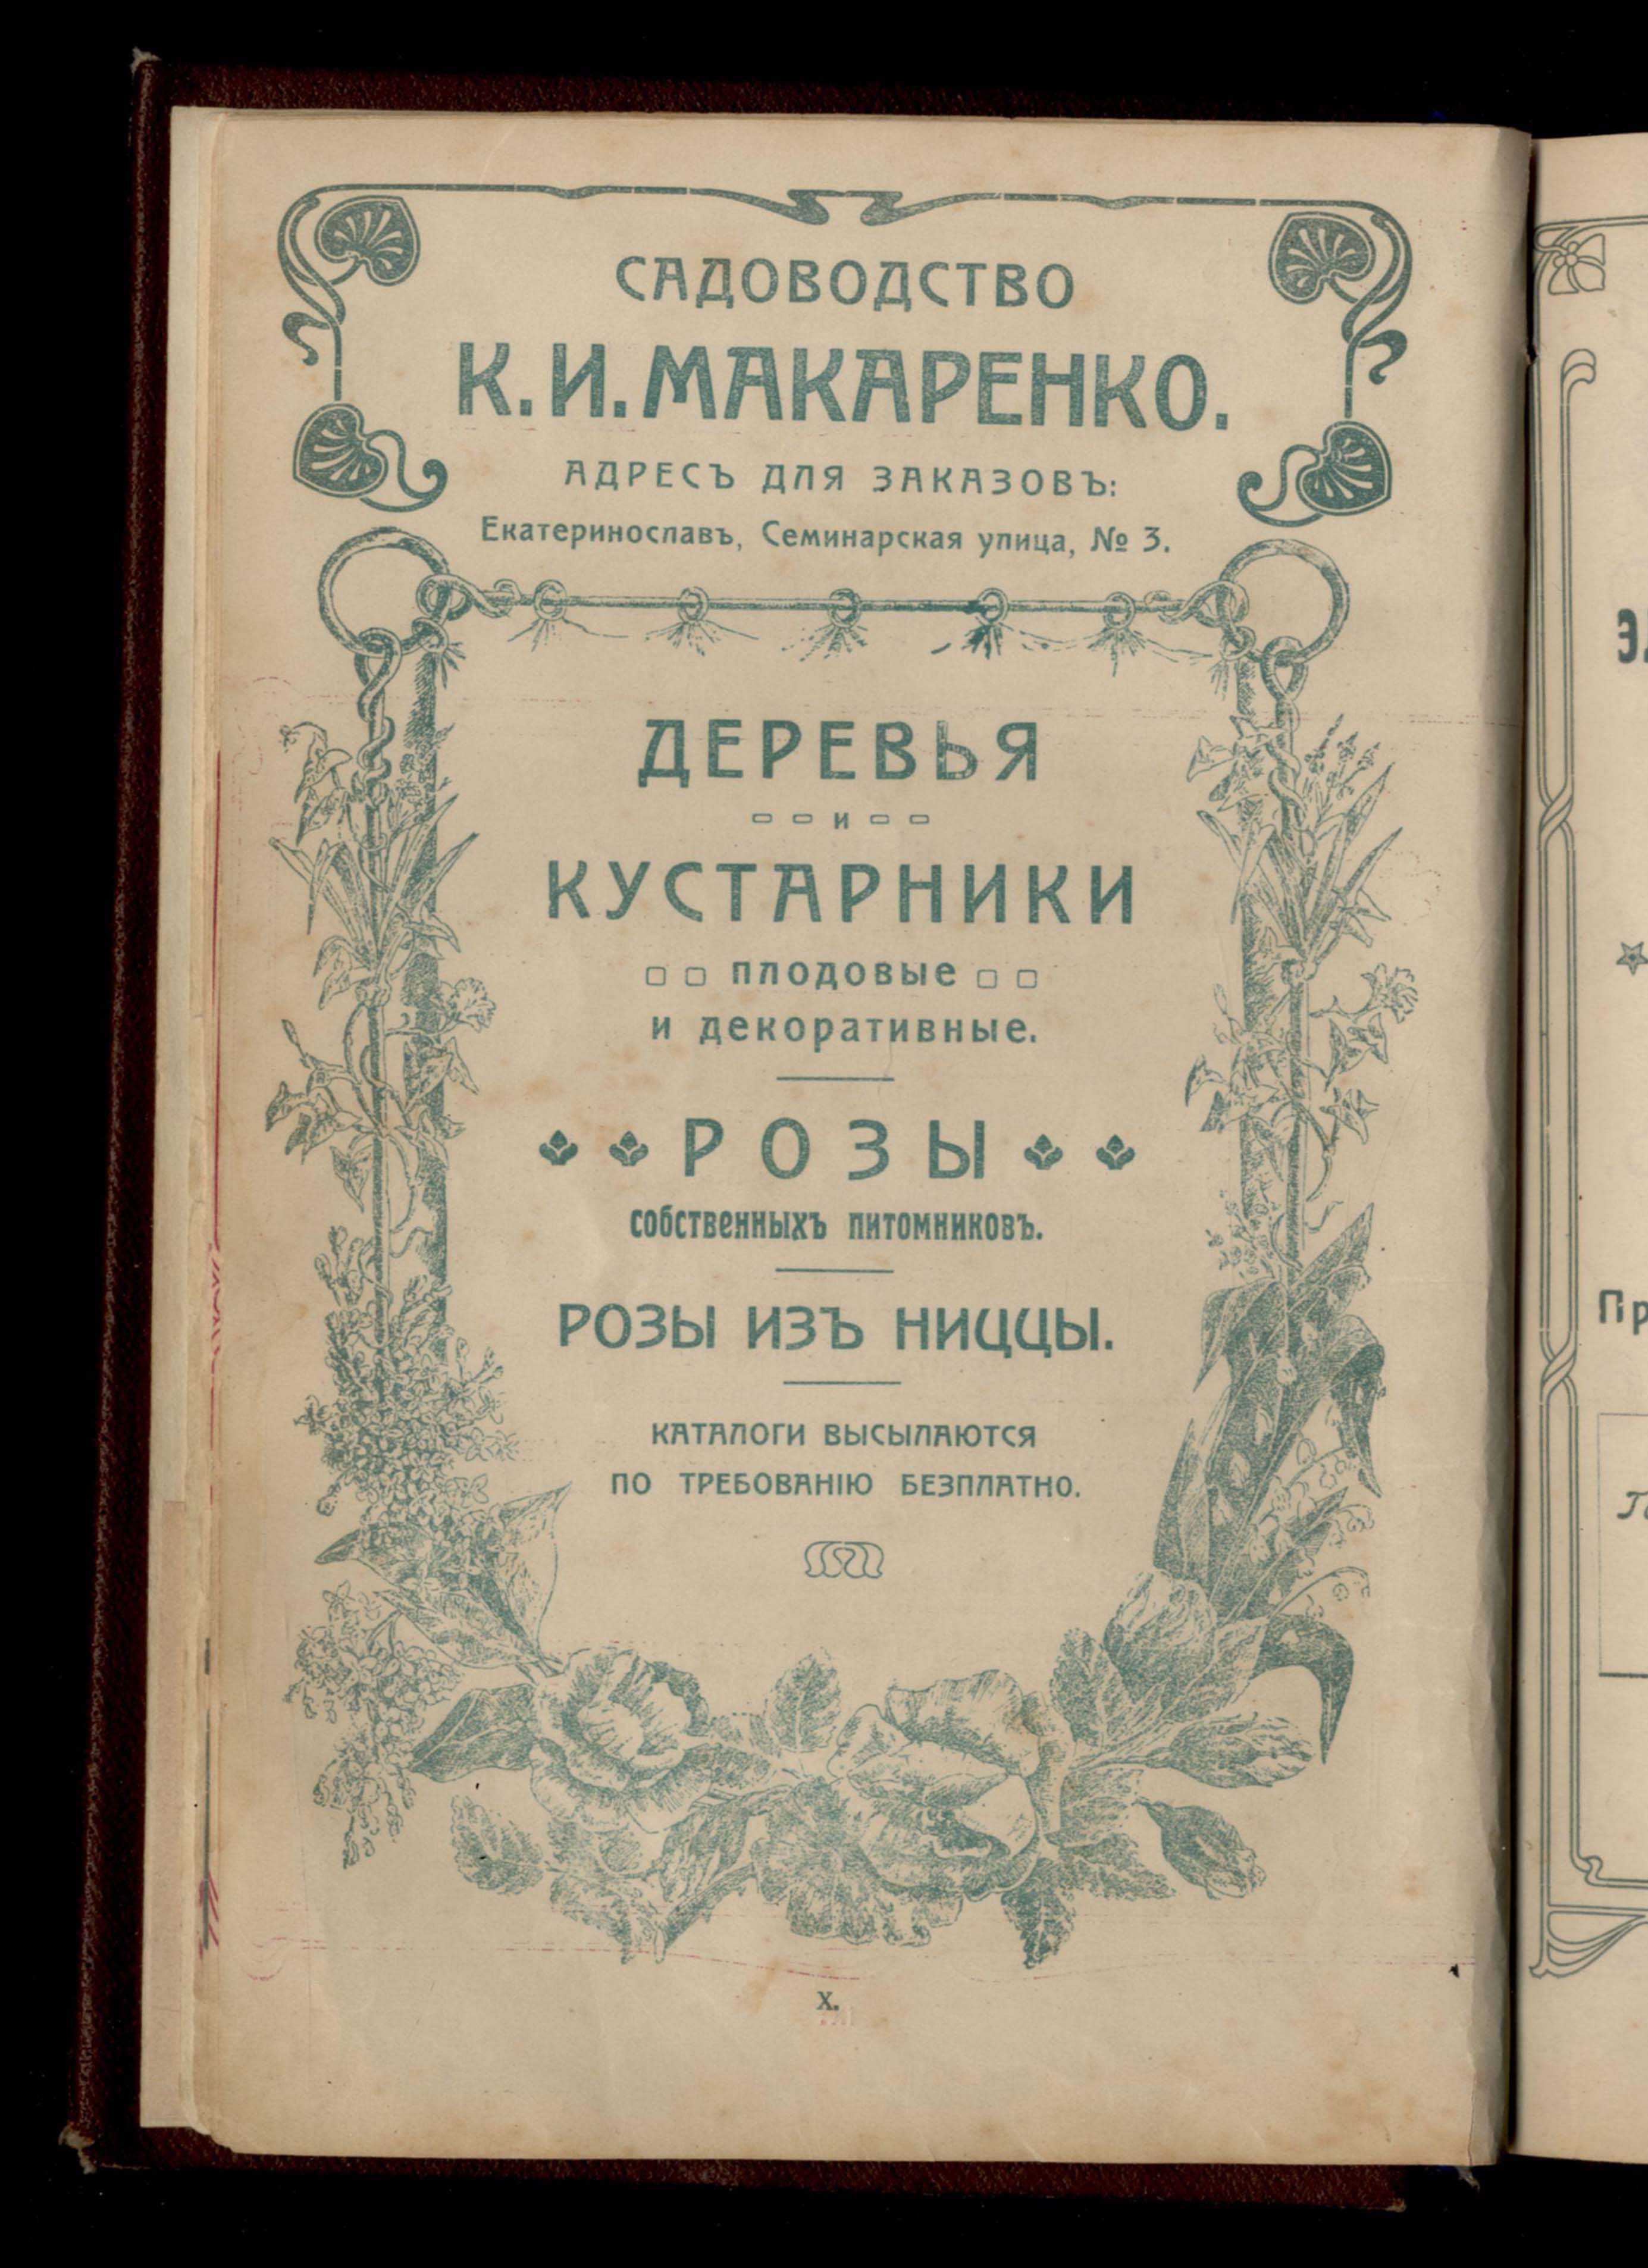 САДОВОДСТВО
К. И. МАКАРЕНКО.
АДРЕСЪ ДЛЯ ЗАКАЗОВЪ:
Екатеринославъ, Семинарская улица, № 3.
ДЕРЕВЬЯ
и
КУСТАРНИКИ
плодовые
и декоративные.
РОЗЫ
собственныхъ питомниковъ.
РОЗЫ ИЗЪ НИЦЦЫ.
КАТАЛОГИ ВЫСЫЛАЮТСЯ
ПО ТРЕБОВАНІЮ БЕЗПЛАТНО.
X.